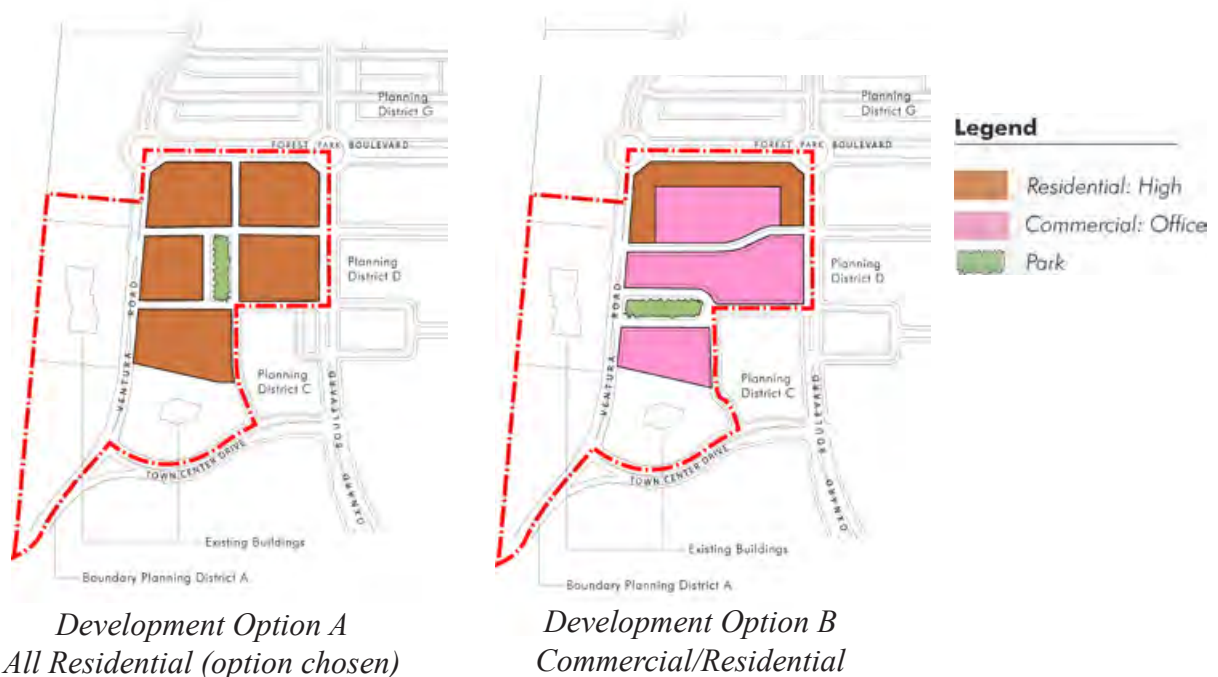 Planning
District G
FOREST PARK BOULEVARD
Planning
District D
VENTURA ROAD
Planning
District C
TOWN CENTER DRIVE
OXNARD BOULEVARD
Existing Buildings
Boundary Planning District A
Development Option A
All Residential (option chosen)
Planning
District G
FOREST PARK BOULEVARD
Planning
District D
VENTURA ROAD
Planning
District C
TOWN CENTER DRIVE
OXNARD BOULEVARD
Existing Buildings
Boundary Planning District A
Development Option B
Commercial/Residential
Legend
Residential: High
Commercial: Office
Park